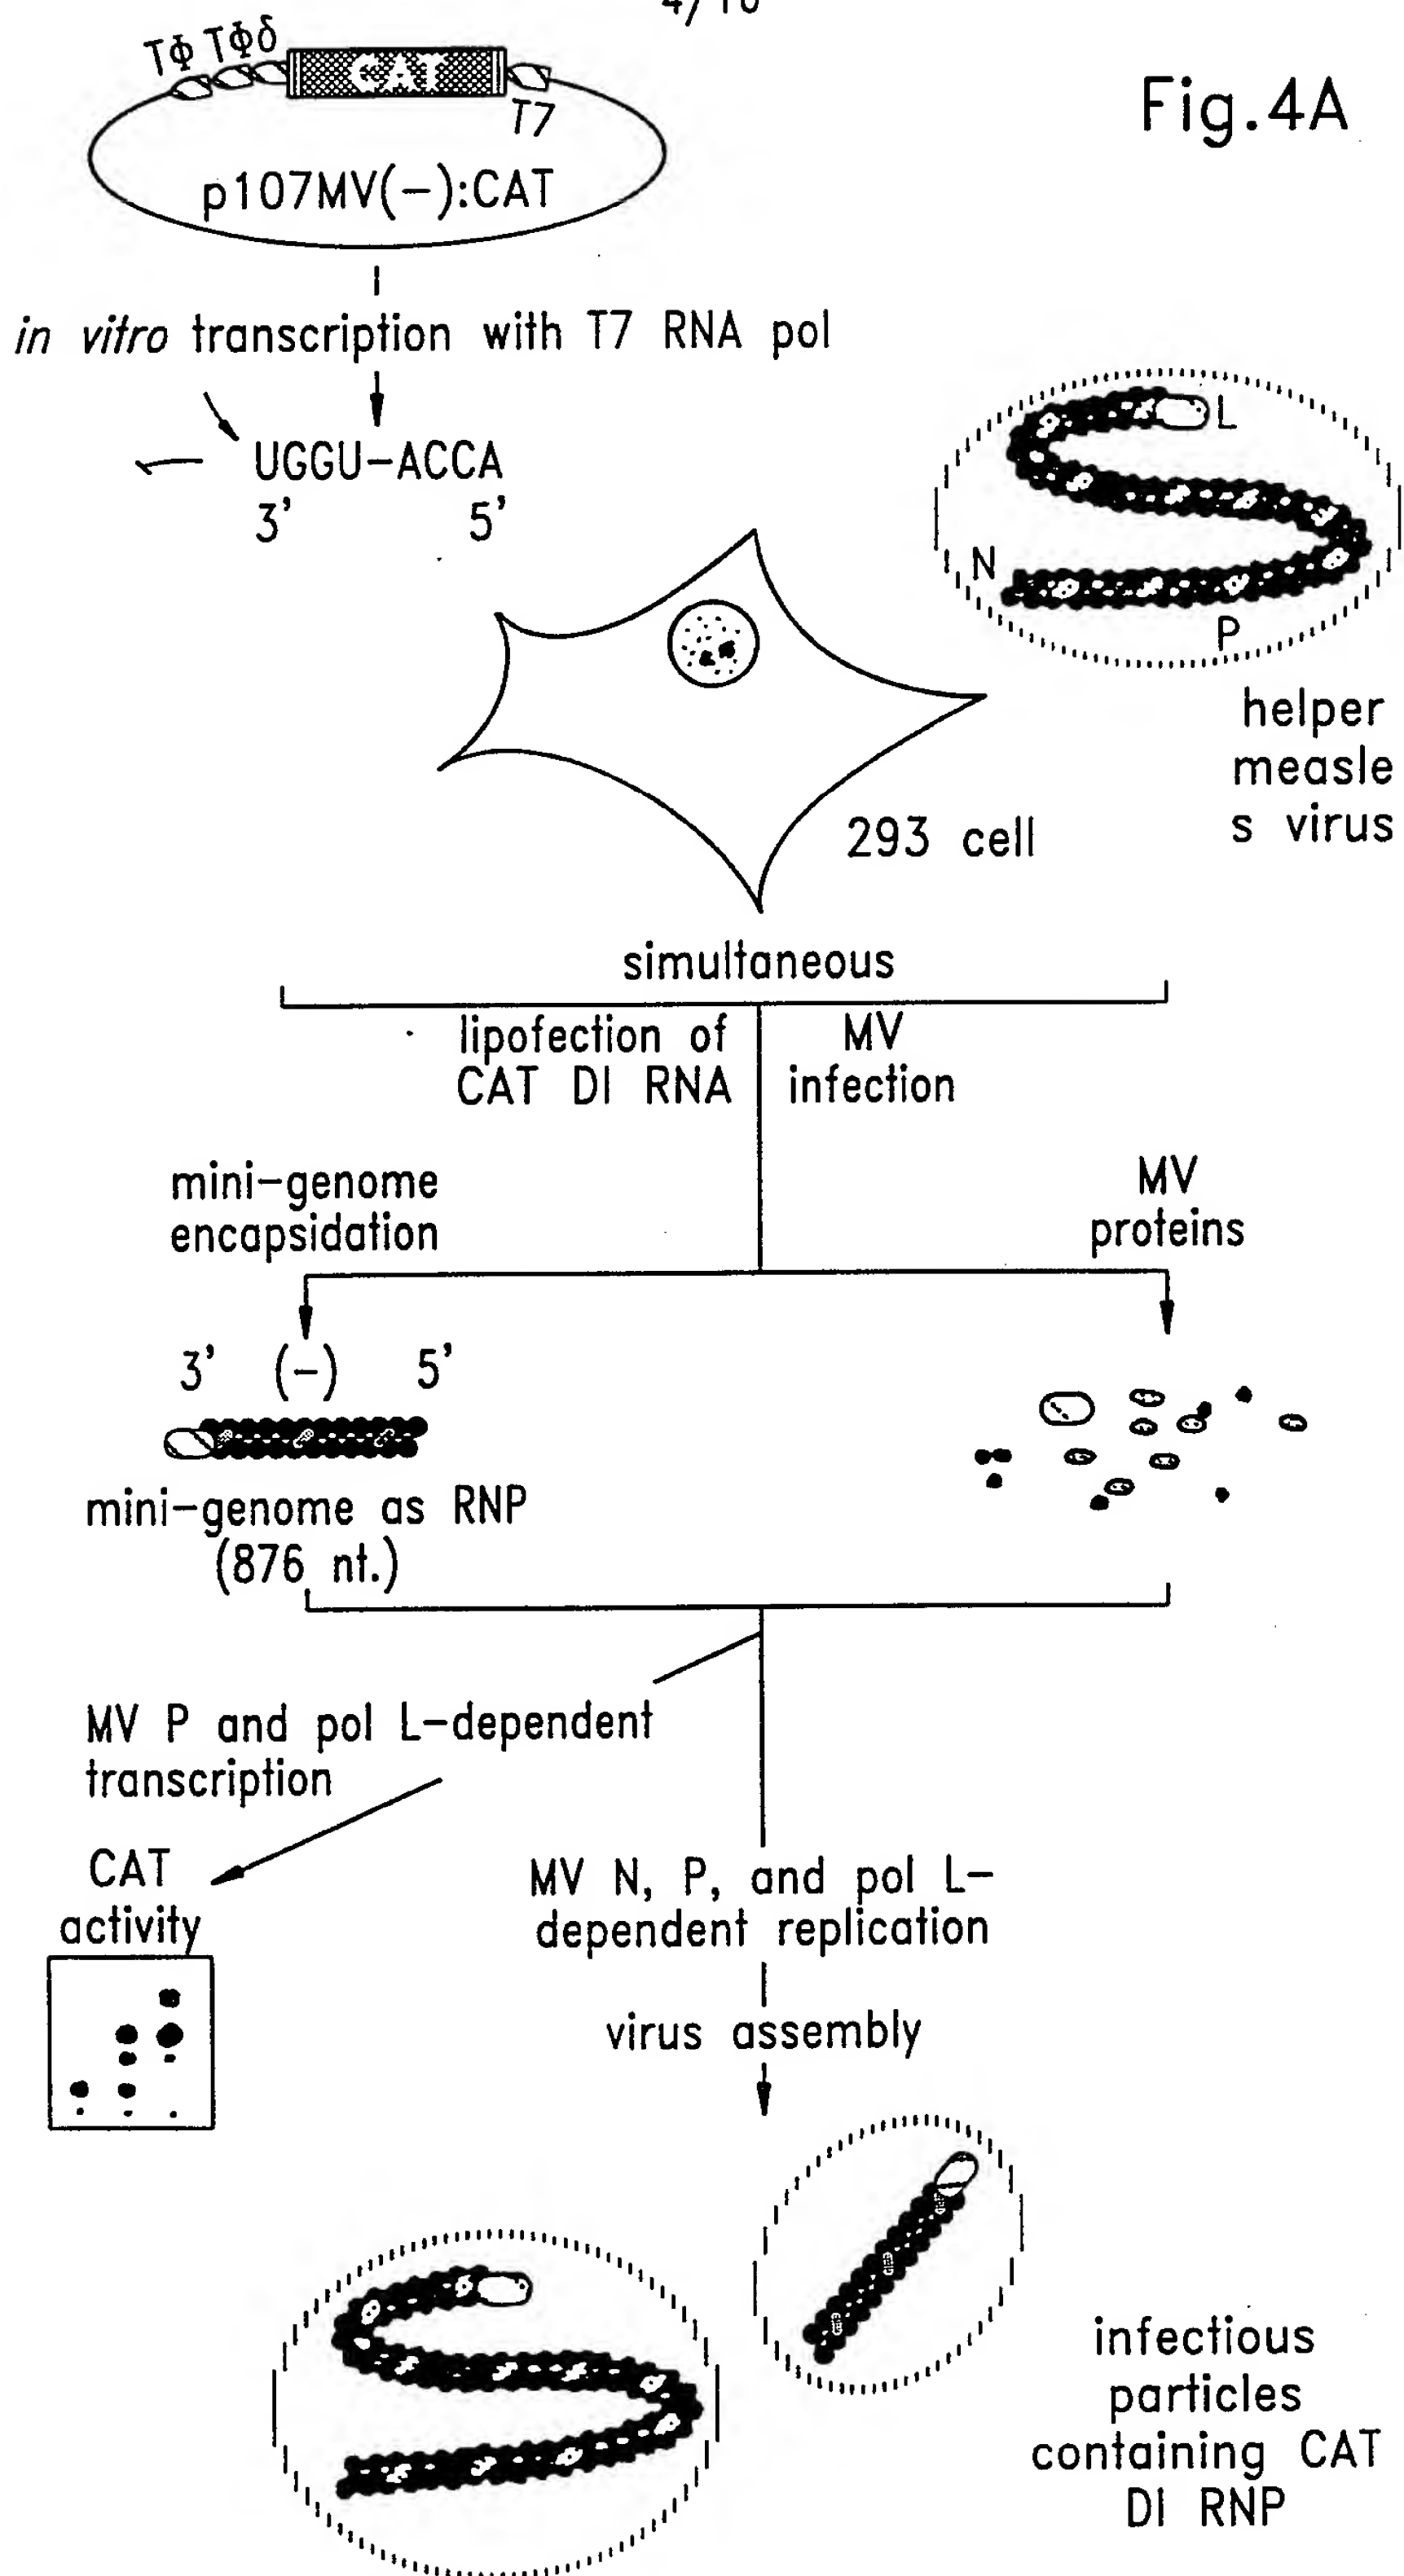 4/10
Fig.4A
TΦ TΦδ
CAT
T7
p107MV(-):CAT
in vitro transcription with T7 RNA pol
UGGU-ACCA
3' 5'
L
N
P
helper
measle
s virus
293 cell
simultaneous
lipofection of
CAT DI RNA
MV
infection
mini-genome
encapsidation
MV
proteins
3' (-) 5'
mini-genome as RNP
(876 nt.)
MV P and pol L-dependent
transcription
CAT
activity
MV N, P, and pol L-
dependent replication
virus assembly
infectious
particles
containing CAT
DI RNP